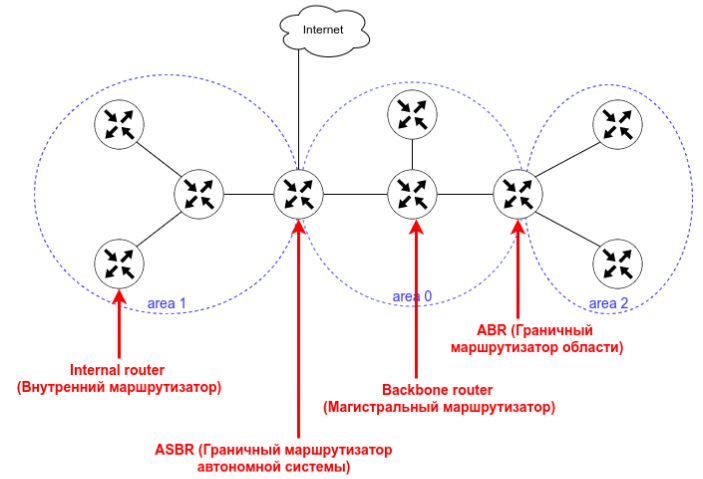 Internet
area 1
area 0
area 2
ABR (Граничный
маршрутизатор области)
Internal router
(Внутренний маршрутизатор)
Backbone router
(Магистральный маршрутизатор)
ASBR (Граничный маршрутизатор
автономной системы)